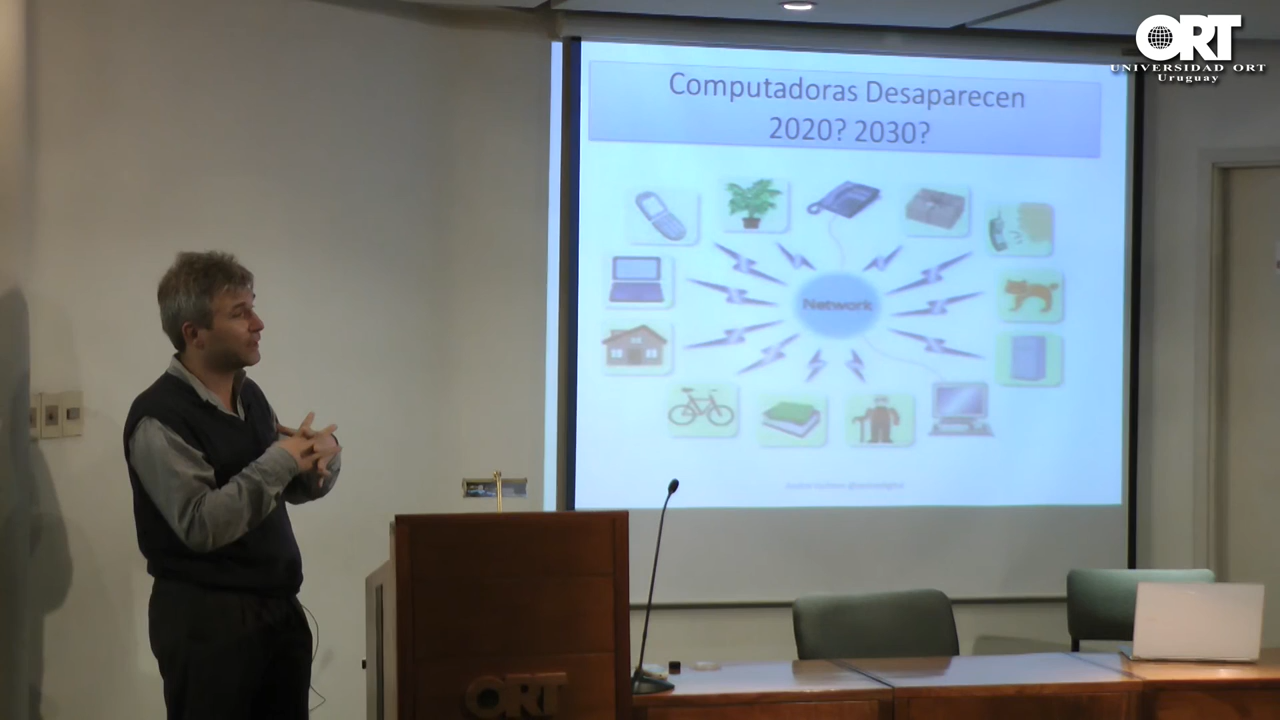 ORT
UNIVERSIDAD ORT
Uruguay
Computadoras Desaparecen
2020? 2030?
Network
ORT